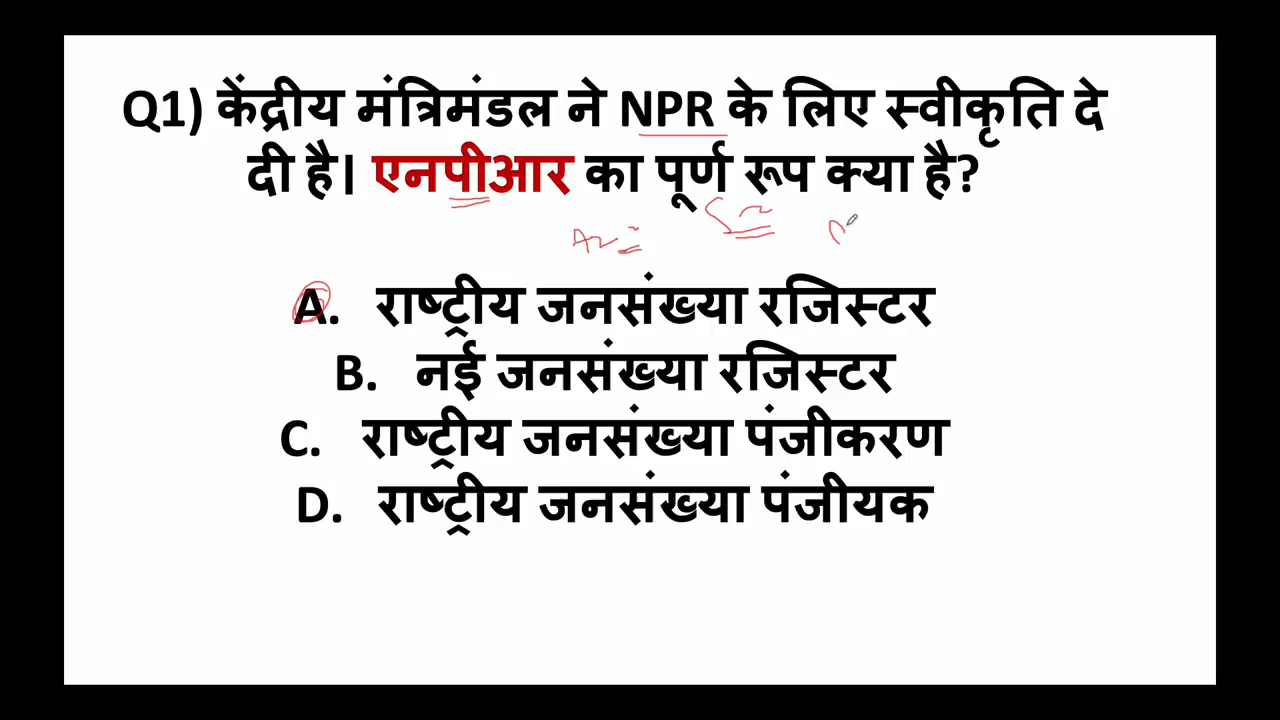 Q1) केंद्रीय मंत्रिमंडल ने NPR के लिए स्वीकृति दे
दी है। एनपीआर का पूर्ण रूप क्या है?
A. राष्ट्रीय जनसंख्या रजिस्टर
B. नई जनसंख्या रजिस्टर
C. राष्ट्रीय जनसंख्या पंजीकरण
D. राष्ट्रीय जनसंख्या पंजीयक